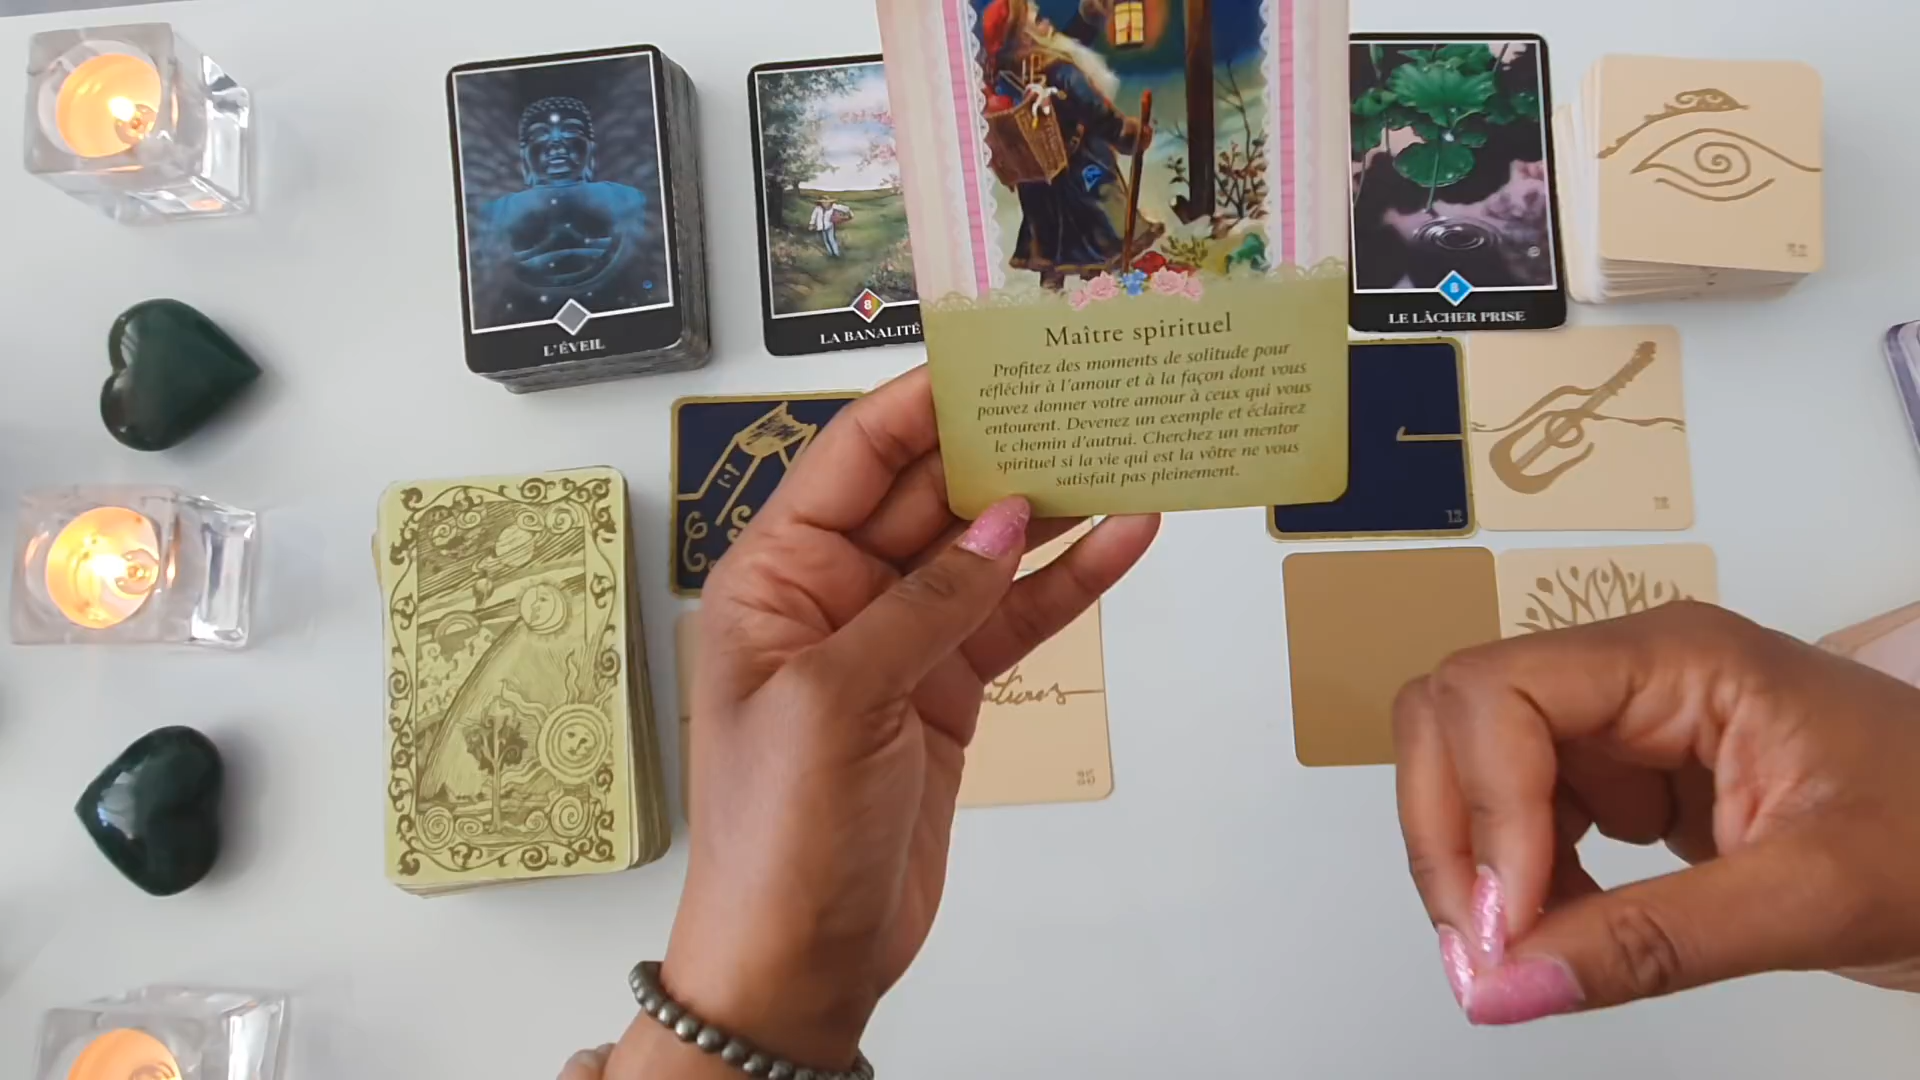 L'ÉVEIL
8
LA BANALITÉ
Maître spirituel
Profitez des moments de solitude pour
réfléchir à l'amour et à la façon dont vous
pouvez donner votre amour à ceux qui vous
entourent. Devenez un exemple et éclairez
le chemin d'autrui. Cherchez un mentor
spirituel si la vie qui est la vôtre ne vous
satisfait pas pleinement.
8
LE LÂCHER PRISE
12